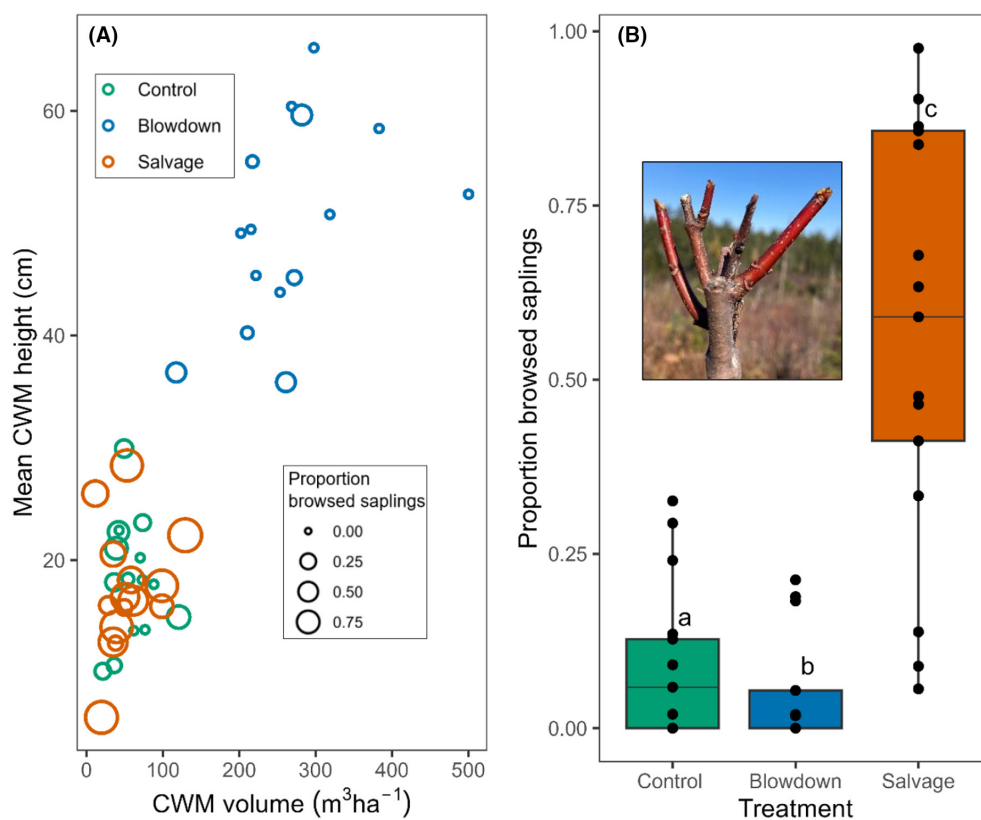 (A)
Control
Blowdown
Salvage
Mean CWM height (cm)
60
40
20
Proportion
browsed saplings
0.00
0.25
0.50
0.75
0
100
200
300
400
500
CWM volume (m³ha⁻¹)
(B)
Proportion browsed saplings
1.00
0.75
0.50
0.25
0.00
a
b
c
Control
Blowdown
Salvage
Treatment